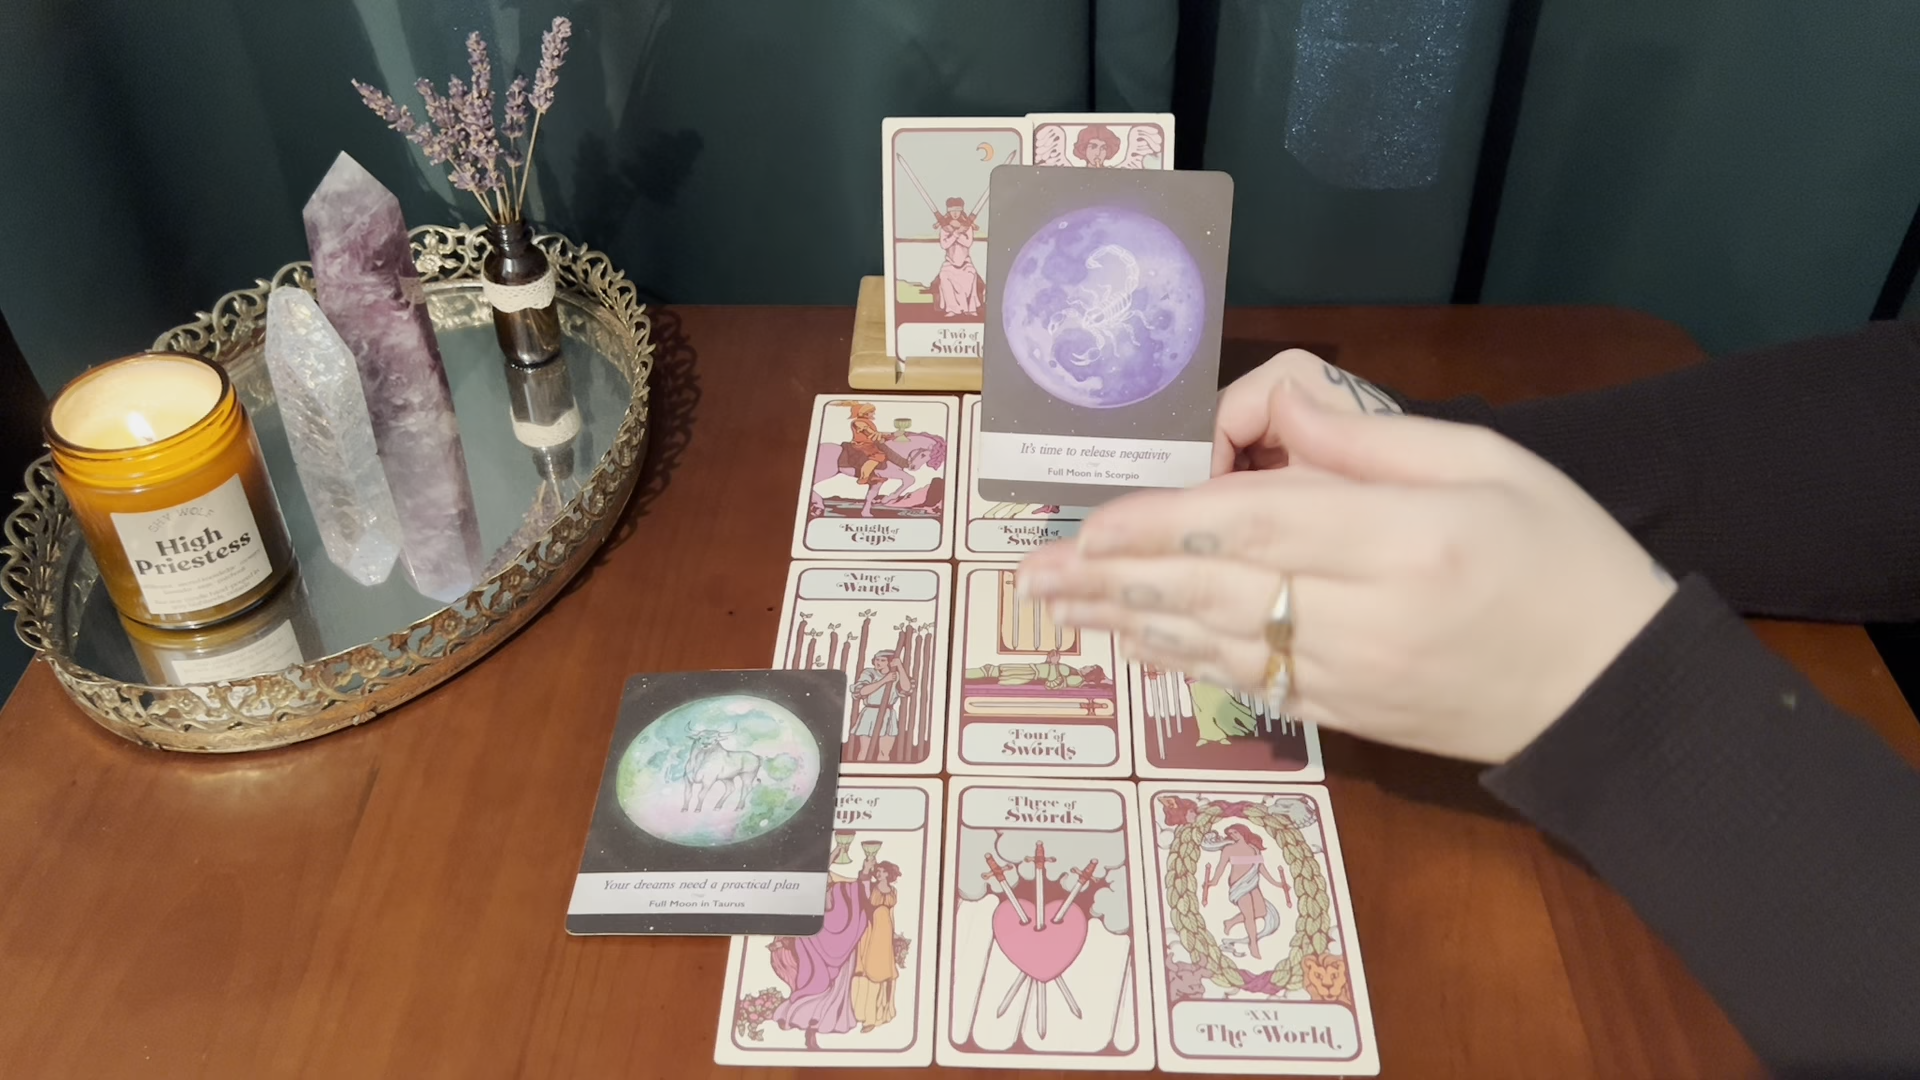 SHY WOLF
High
Priestess
Two of
Swords
It's time to release negativity
Full Moon in Scorpio
Knight of
Cups
Knight of
Nine of
Wands
Four of
Swords
Your dreams need a practical plan
Full Moon in Taurus
Three of
Swords
XXI
The World